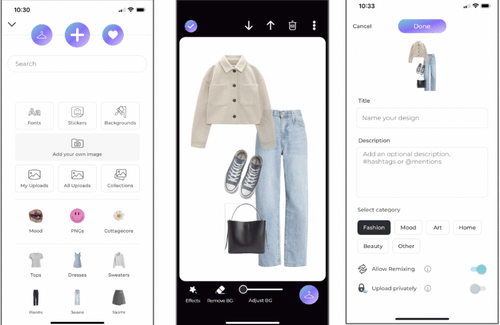 10:30
Search
Fonts
Stickers
Backgrounds
Add your own image
My Uploads
All Uploads
Collections
Mood
PNGs
Cottagecore
Tops
Dresses
Sweaters
Pants
Jeans
Skirts
Effects
Remove BG
Adjust BG
10:33
Cancel
Done
Title
Name your design
Description
Add an optional description,
#hashtags or @mentions
Select category
Fashion
Mood
Art
Home
Beauty
Other
Allow Remixing
Upload privately